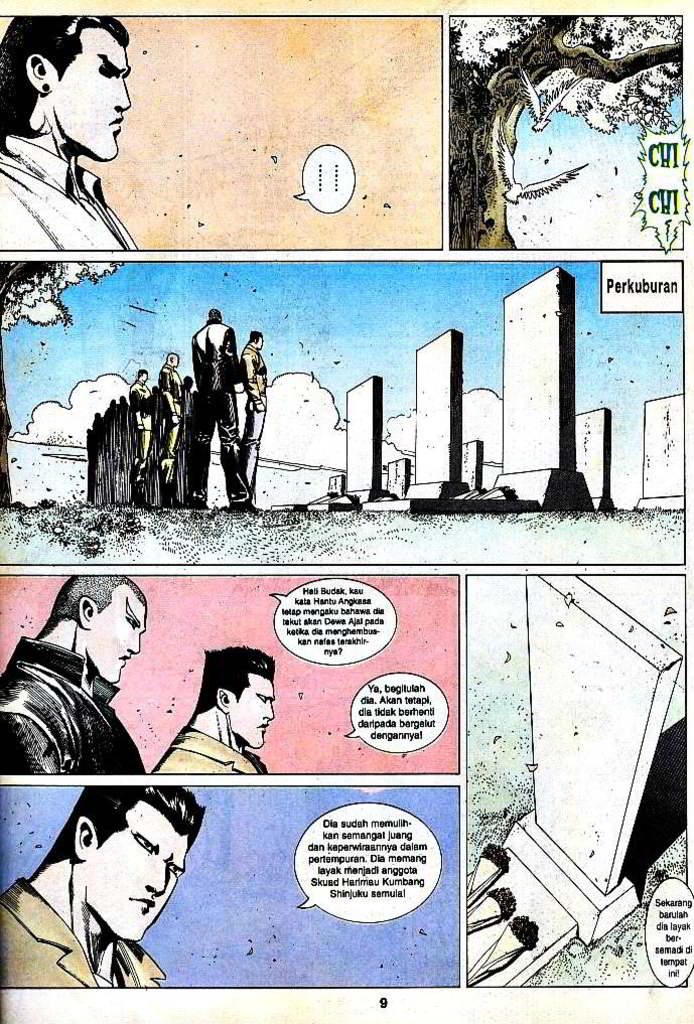 CHI
CHI
Perkuburan
Hati Budak, kau
kata Hantu Angkasa
tetap mengaku bahawa dia
takut akan Dewa Ajal pada
ketika dia menghembus-
kan nafas terakhir-
nya?
Ya, begitulah
dia. Akan tetapi,
dia tidak berhenti
daripada bergelut
dengannya!
Dia sudah memulih-
kan semangat juang
dan keperwiraannya dalam
pertempuran. Dia memang
layak menjadi anggota
Skuad Harimau Kumbang
Shinjuku semula!
Sekarang
barulah
dia layak
ber-
semadi di
tempat
ini!
9